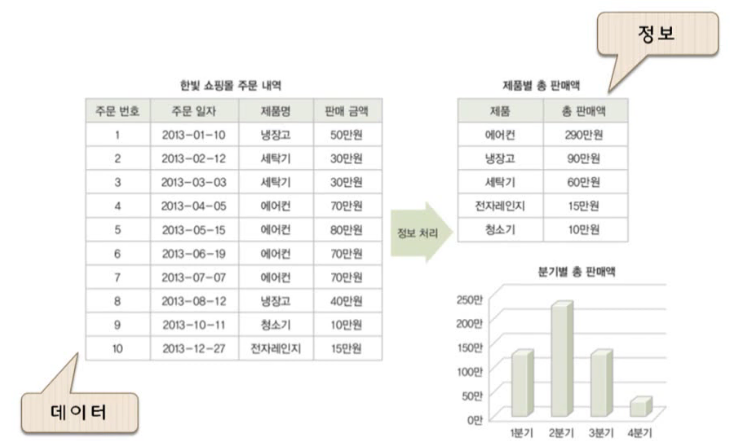 정보
한빛 쇼핑몰 주문 내역
주문 번호 주문 일자 제품명 판매 금액
1 2013-01-10 냉장고 50만원
2 2013-02-12 세탁기 30만원
3 2013-03-03 세탁기 30만원
4 2013-04-05 에어컨 70만원
5 2013-05-15 에어컨 80만원
6 2013-06-19 에어컨 70만원
7 2013-07-07 에어컨 70만원
8 2013-08-12 냉장고 40만원
9 2013-10-11 청소기 10만원
10 2013-12-27 전자레인지 15만원
데이터
정보 처리
제품별 총 판매액
제품 총 판매액
에어컨 290만원
냉장고 90만원
세탁기 60만원
전자레인지 15만원
청소기 10만원
분기별 총 판매액
250만
200만
150만
100만
50만
0만
1분기 2분기 3분기 4분기